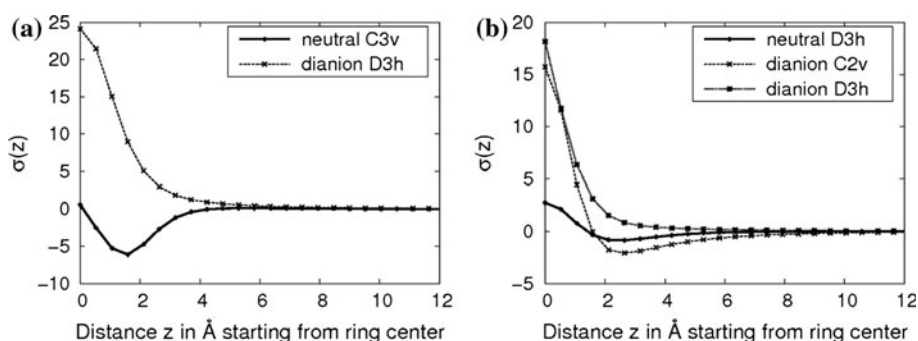 (a)
25
20
15
10
5
0
−5
−10
σ(z)
neutral C3v
dianion D3h
0 2 4 6 8 10 12
Distance z in Å starting from ring center
(b)
20
15
10
5
0
−5
σ(z)
neutral D3h
dianion C2v
dianion D3h
0 2 4 6 8 10 12
Distance z in Å starting from ring center